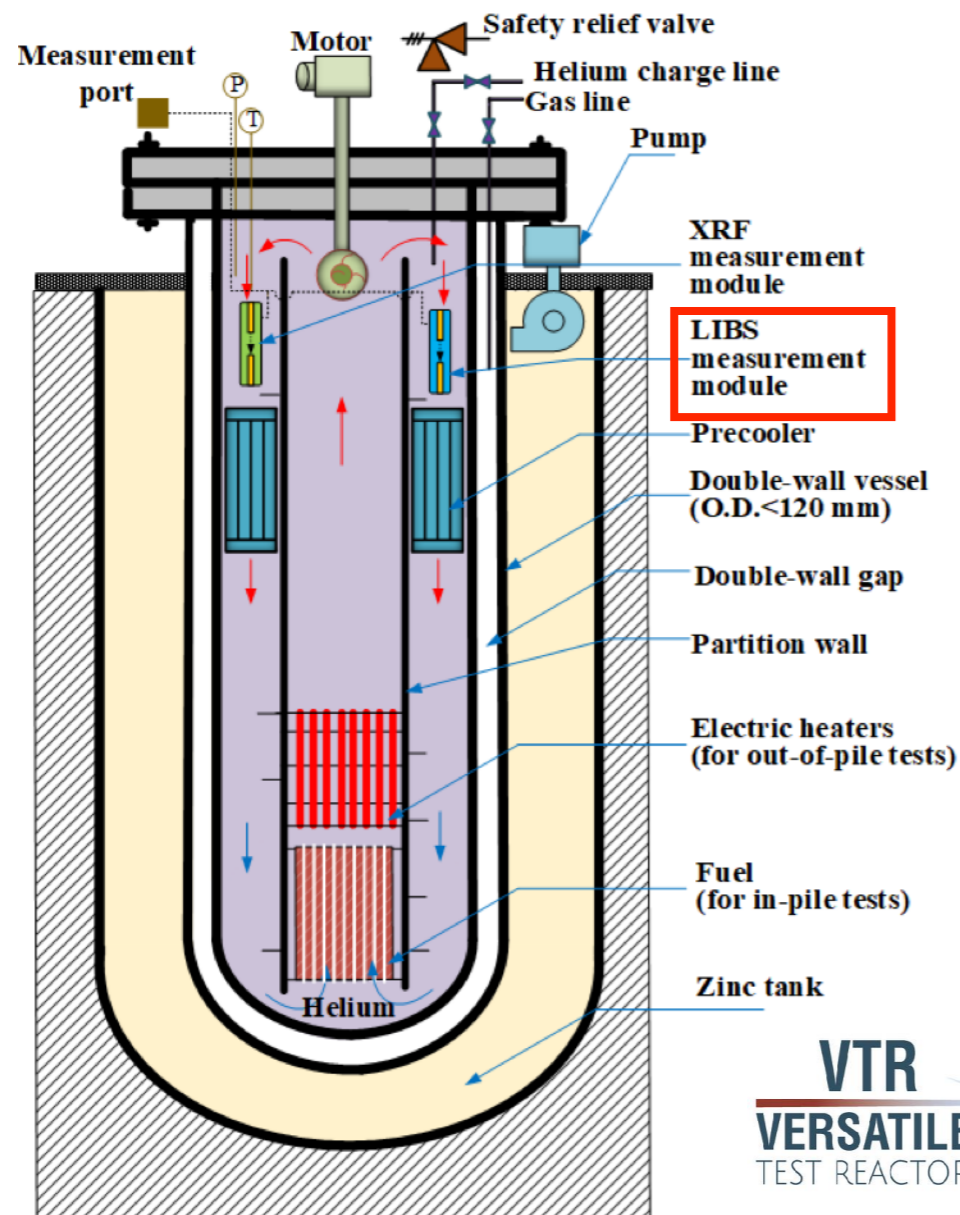 Safety relief valve
Measurement
port
Motor
P
T
Helium charge line
Gas line
Pump
XRF
measurement
module
LIBS
measurement
module
Precooler
Double-wall vessel
(O.D.<120 mm)
Double-wall gap
Partition wall
Electric heaters
(for out-of-pile tests)
Fuel
(for in-pile tests)
Helium
Zinc tank
VTR
VERSATILE
TEST REACTOR